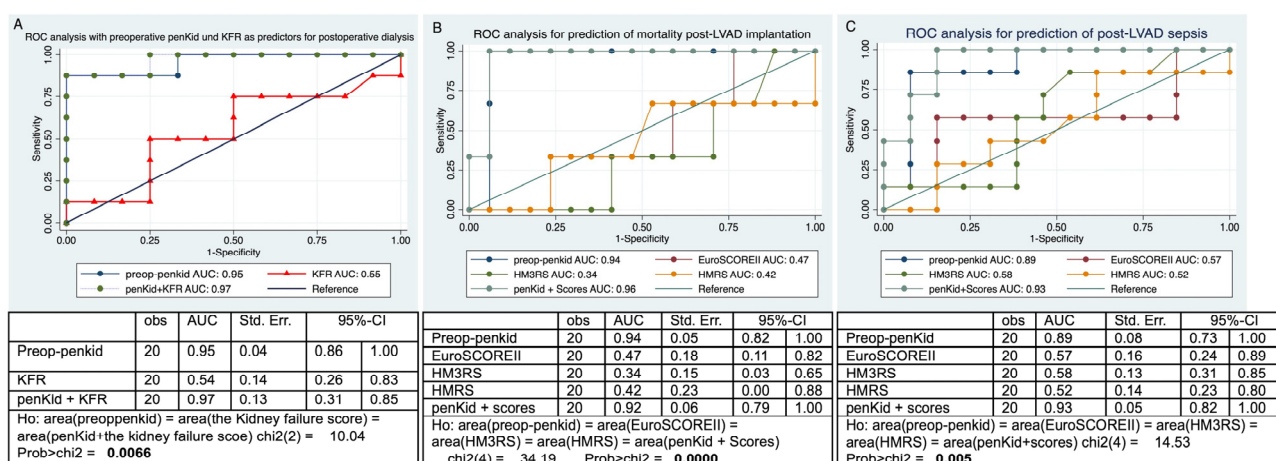 A
ROC analysis with preoperative penKid und KFR as predictors for postoperative dialysis
Sensitivity
0.00 0.25 0.50 0.75 1.00
0.00 0.25 0.50 0.75 1.00
1-Specificity
preop-penkid AUC: 0.95 KFR AUC: 0.55
penKid+KFR AUC: 0.97 Reference
obs AUC Std. Err. 95%-CI
Preop-penkid 20 0.95 0.04 0.86 1.00
KFR 20 0.54 0.14 0.26 0.83
penKid + KFR 20 0.97 0.13 0.31 0.85
Ho: area(preoppenkid) = area(the Kidney failure score) =
area(penKid+the kidney failure scoe) chi2(2) = 10.04
Prob>chi2 = 0.0066
B
ROC analysis for prediction of mortality post-LVAD implantation
Sensitivity
0.00 0.25 0.50 0.75 1.00
0.00 0.25 0.50 0.75 1.00
1-Specificity
preop-penkid AUC: 0.94 EuroSCOREII AUC: 0.47
HM3RS AUC: 0.34 HMRS AUC: 0.42
penKid + Scores AUC: 0.96 Reference
obs AUC Std. Err. 95%-CI
Preop-penkid 20 0.94 0.05 0.82 1.00
EuroSCOREII 20 0.47 0.18 0.11 0.82
HM3RS 20 0.34 0.15 0.03 0.65
HMRS 20 0.42 0.23 0.00 0.88
penKid + scores 20 0.92 0.06 0.79 1.00
Ho: area(prep-penkid) = area(EuroSCOREII) =
area(HM3RS) = area(HMRS) = area(penKid + Scores)
chi2(4) = 34.19 Prob>chi2 = 0.0000
C
ROC analysis for prediction of post-LVAD sepsis
Sensitivity
0.00 0.25 0.50 0.75 1.00
0.00 0.25 0.50 0.75 1.00
1-Specificity
preop-penkid AUC: 0.89 EuroSCOREII AUC: 0.57
HM3RS AUC: 0.58 HMRS AUC: 0.52
penKid+Scores AUC: 0.93 Reference
obs AUC Std. Err. 95%-CI
Preop-penKid 20 0.89 0.08 0.73 1.00
EuroSCOREII 20 0.57 0.16 0.24 0.89
HM3RS 20 0.58 0.13 0.31 0.85
HMRS 20 0.52 0.14 0.23 0.80
penKid + scores 20 0.93 0.05 0.82 1.00
Ho: area(preop-penkid) = area(EuroSCOREII) = area(HM3RS) =
area(HMRS) = area(penKid+scores) chi2(4) = 14.53
Prob>chi2 = 0.005